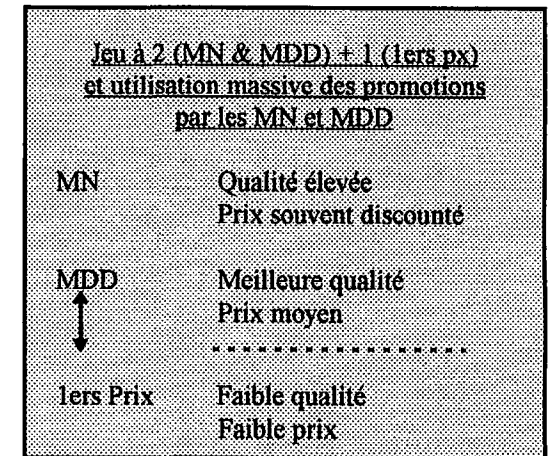 Jeu à 2 (MN & MDD) + 1 (1ers px)
et utilisation massive des promotions
par les MN et MDD
MN Qualité élevée
Prix souvent discounté
MDD Meilleure qualité
Prix moyen
1ers Prix Faible qualité
Faible prix